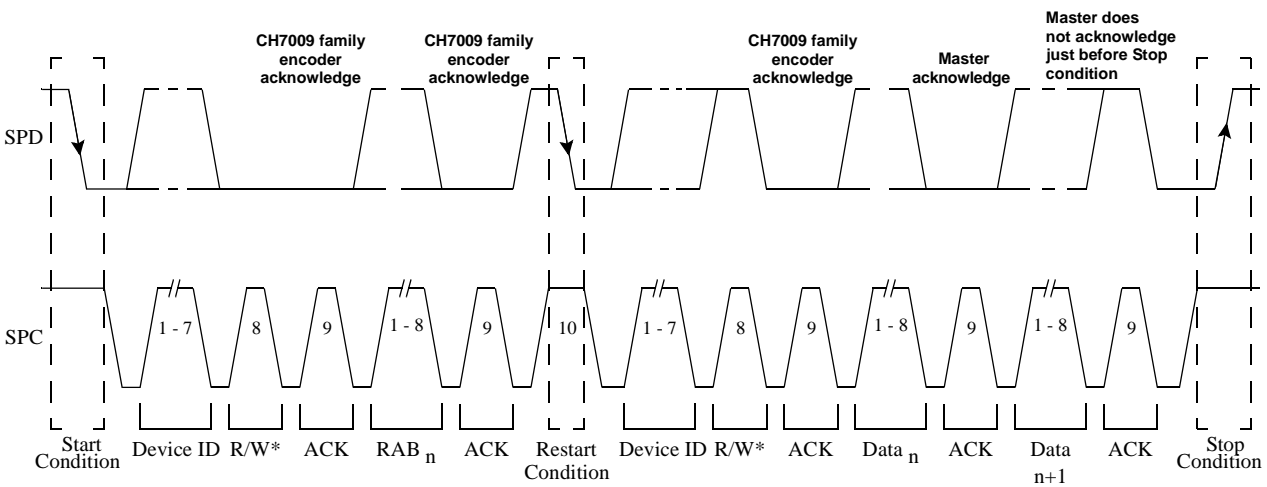 CH7009 family
encoder
acknowledge
CH7009 family
encoder
acknowledge
CH7009 family
encoder
acknowledge
Master
acknowledge
Master does
not acknowledge
just before Stop
condition
SPD
SPC
1 - 7
8
9
1 - 8
9
10
1 - 7
8
9
1 - 8
9
1 - 8
9
Start
Condition
Device ID
R/W*
ACK
RAB n
ACK
Restart
Condition
Device ID
R/W*
ACK
Data n
ACK
Data
n+1
ACK
Stop
Condition